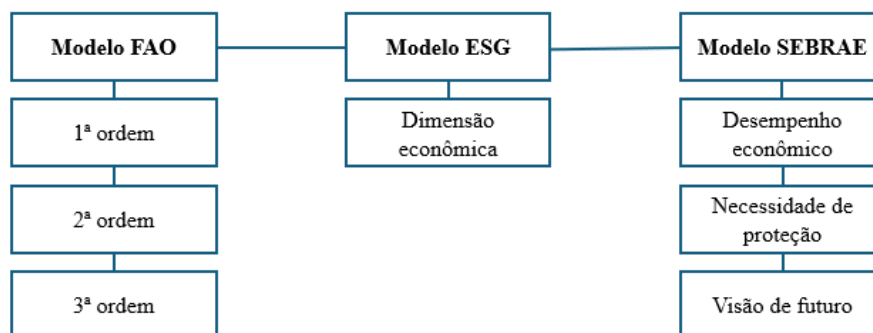 Modelo FAO
1ª ordem
2ª ordem
3ª ordem
Modelo ESG
Dimensão
econômica
Modelo SEBRAE
Desempenho
econômico
Necessidade de
proteção
Visão de futuro